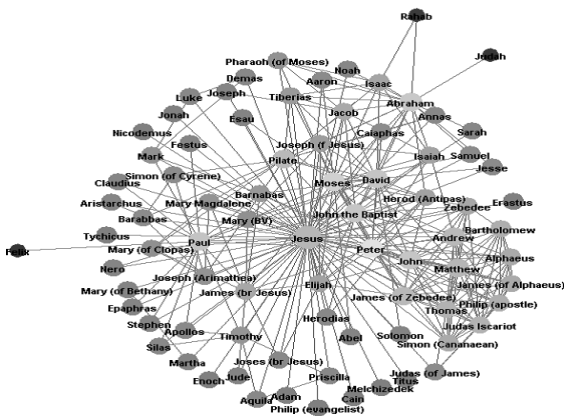 Rahab
Judah
Pharaoh (of Moses)
Noah
Demas
Aaron
Isaac
Luke
Joseph
Tiberias
Abraham
Jonah
Esau
Jacob
Annas
Nicodemus
Festus
Joseph (f Jesus)
Caiaphas
Sarah
Mark
Pilate
Isaiah
Samuel
Simon (of Cyrene)
Moses
David
Jesse
Claudius
Barnabas
Herod (Antipas)
Erastus
Aristarchus
Mary Magdalene
Zebedee
Barabbas
Mary (BV)
John the Baptist
Bartholomew
Tychicus
Paul
Jesus
Andrew
Felix
Mary (of Clopas)
Peter
Alphaeus
Nero
Joseph (Arimathea)
John
Matthew
Mary (of Bethany)
James (br Jesus)
Elijah
James (of Alphaeus)
Epaphras
James (of Zebedee)
Philip (apostle)
Stephen
Apollos
Herodias
Thomas
Judas Iscariot
Silas
Timothy
Abel
Solomon
Simon (Cananaean)
Martha
Joses (br Jesus)
Judas (of James)
Enoch
Jude
Priscilla
Melchizedek
Titus
Aquila
Adam
Cain
Philip (evangelist)